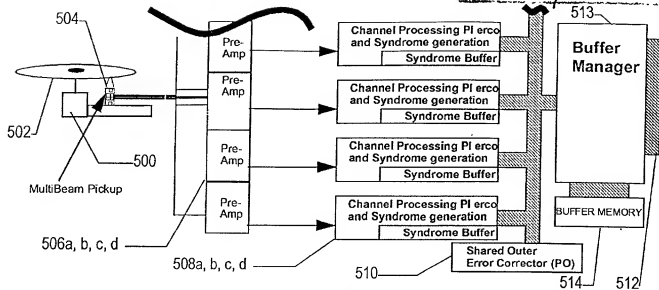 504
502
500
MultiBeam Pickup
Pre-
Amp
Pre-
Amp
Pre-
Amp
Pre-
Amp
506a, b, c, d
Channel Processing PI erco
and Syndrome generation
Syndrome Buffer
Channel Processing PI erco
and Syndrome generation
Syndrome Buffer
Channel Processing PI erco
and Syndrome generation
Syndrome Buffer
Channel Processing PI erco
and Syndrome generation
Syndrome Buffer
508a, b, c, d
510
Shared Outer
Error Corrector (PO)
513
Buffer
Manager
BUFFER MEMORY
514
512